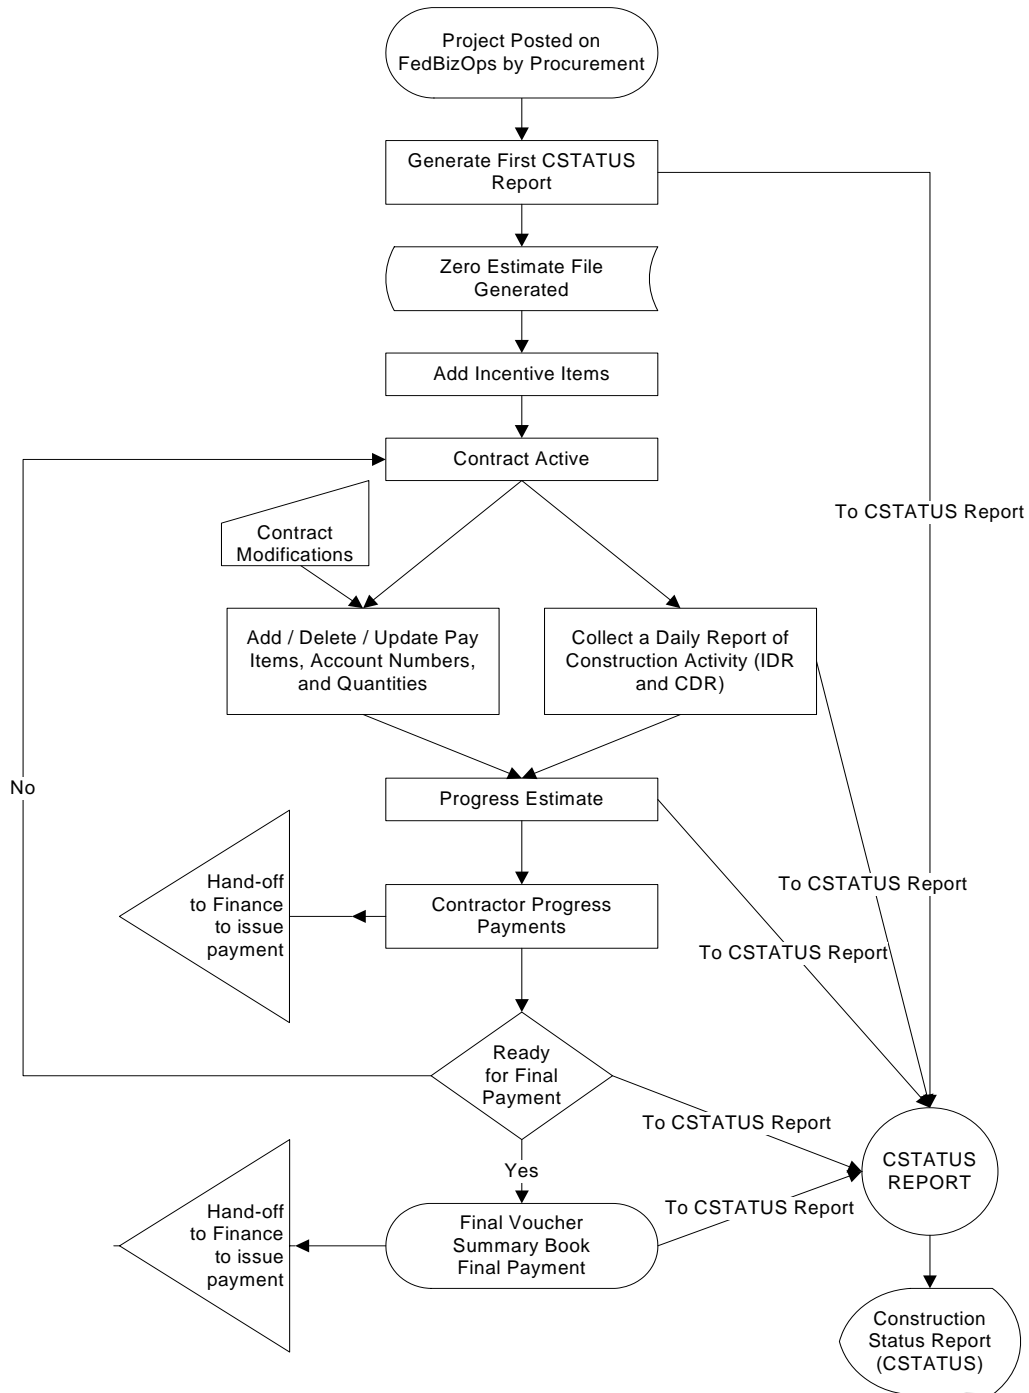 Project Posted on
FedBizOps by Procurement
Generate First CSTATUS
Report
Zero Estimate File
Generated
Add Incentive Items
Contract Active
To CSTATUS Report
Contract
Modifications
Add / Delete / Update Pay
Items, Account Numbers,
and Quantities
Collect a Daily Report of
Construction Activity (IDR
and CDR)
No
Progress Estimate
Hand-off
to Finance
to issue
payment
Contractor Progress
Payments
To CSTATUS Report
To CSTATUS Report
Ready
for Final
Payment
To CSTATUS Report
CSTATUS
REPORT
Yes
To CSTATUS Report
Hand-off
to Finance
to issue
payment
Final Voucher
Summary Book
Final Payment
Construction
Status Report
(CSTATUS)